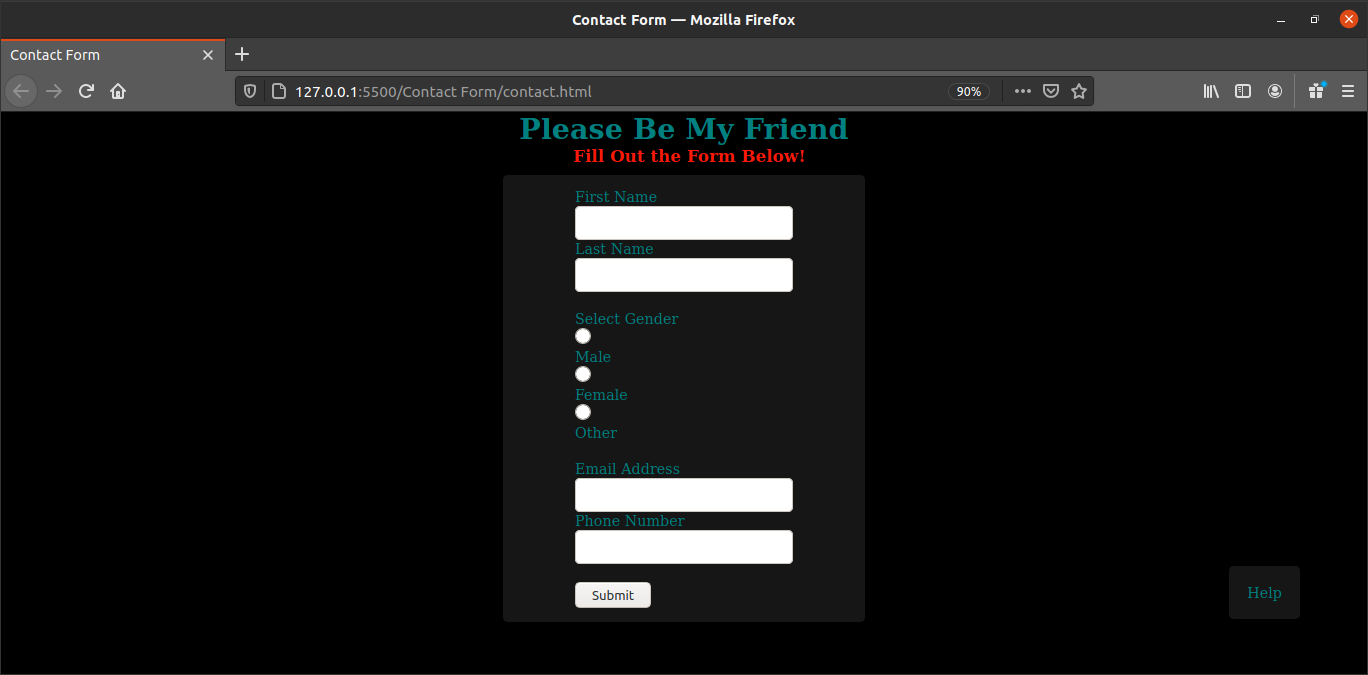 Contact Form — Mozilla Firefox
Contact Form
127.0.0.1:5500/Contact Form/contact.html
90%
Please Be My Friend
Fill Out the Form Below!
First Name
Last Name
Select Gender
Male
Female
Other
Email Address
Phone Number
Submit
Help